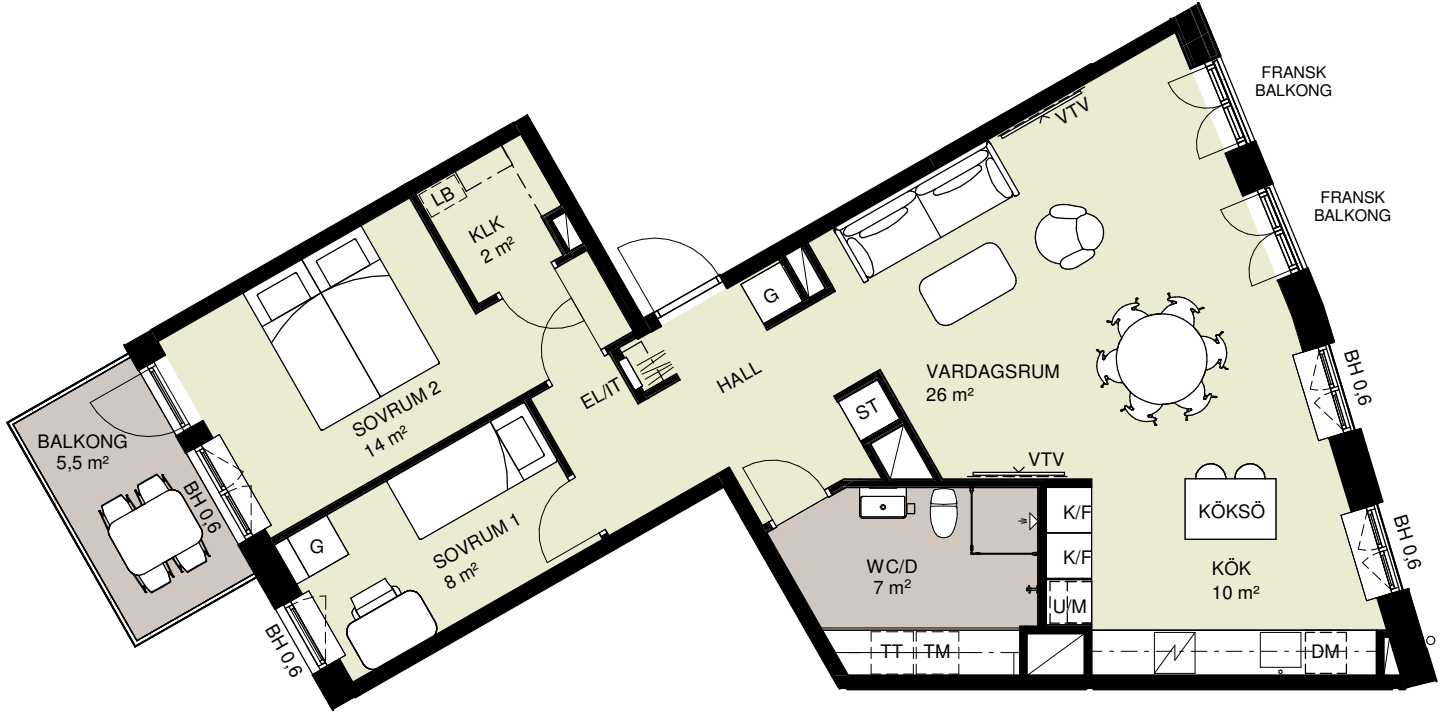 FRANSK
BALKONG
VTV
LB
KLK
2 m²
FRANSK
BALKONG
G
HALL
EL/IT
SOVRUM 2
14 m²
VARDAGSRUM
26 m²
BH 0,6
ST
BALKONG
5,5 m²
BH 0,6
VTV
G
SOVRUM 1
8 m²
K/F
K/F
U/M
KÖKSÖ
KÖK
10 m²
BH 0,6
WC/D
7 m²
BH 0,6
TT
TM
DM